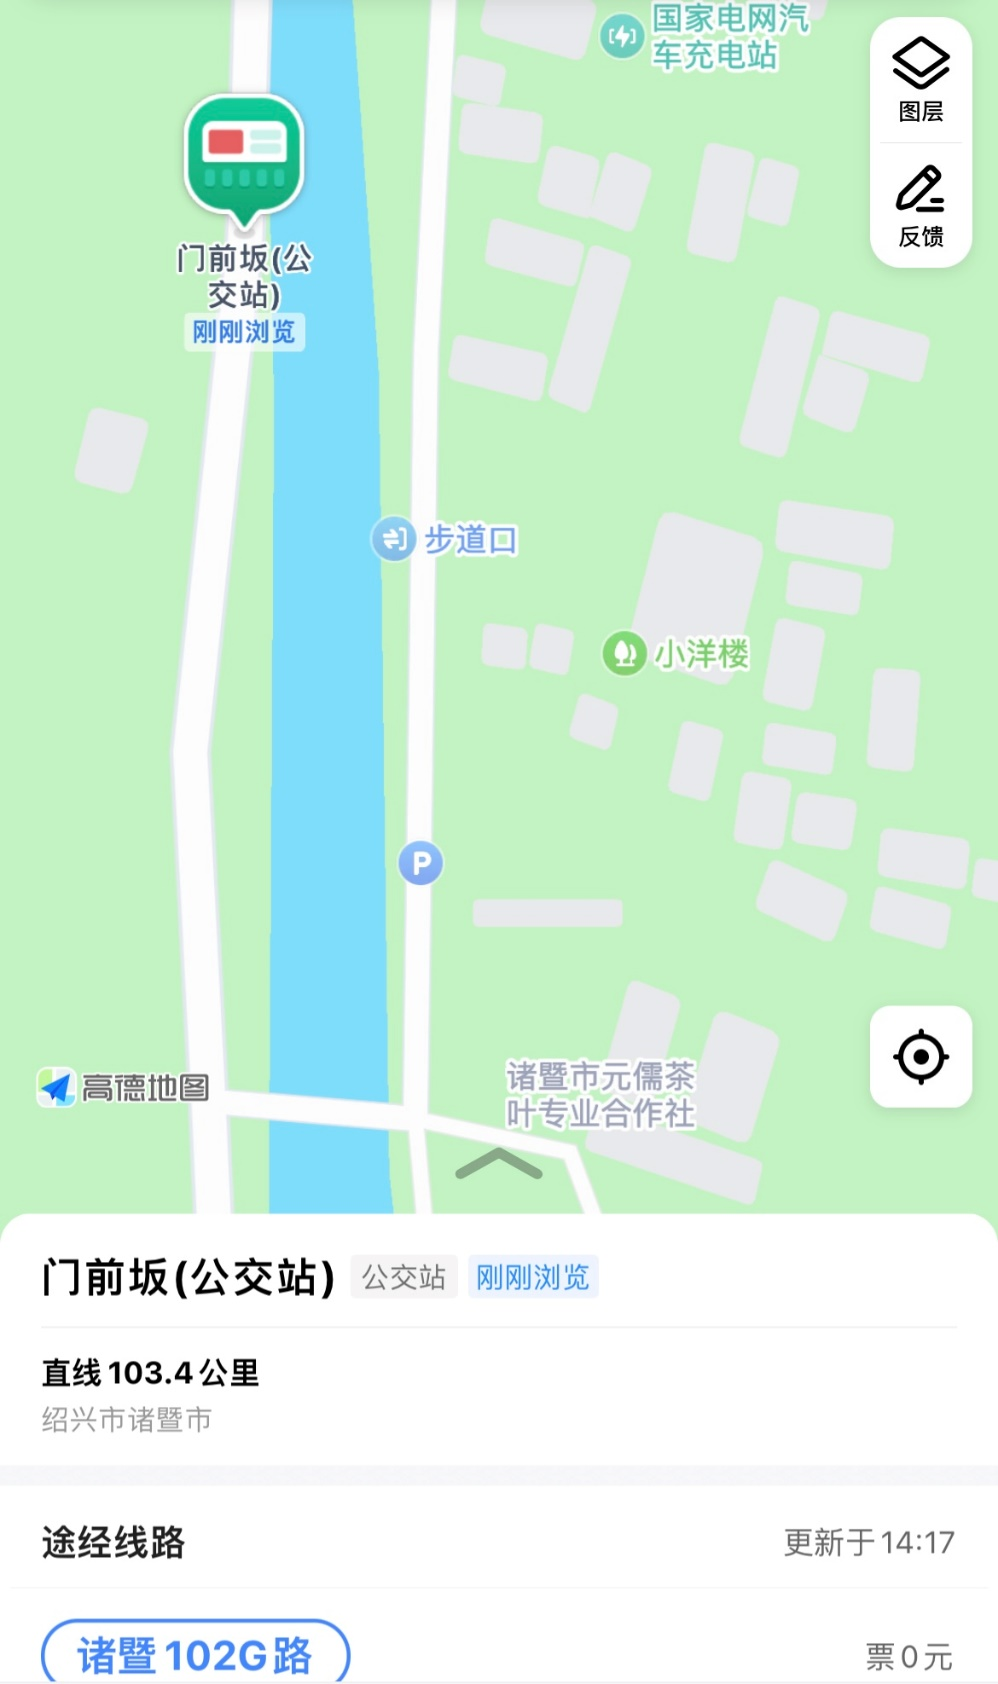 国家电网汽
车充电站
图层
反馈
门前坂(公
交站)
刚刚浏览
步道口
小洋楼
P
诸暨市元儒茶
叶专业合作社
高德地图
门前坂(公交站) 公交站 刚刚浏览
直线103.4公里
绍兴市诸暨市
途经线路 更新于14:17
诸暨102G路 票0元